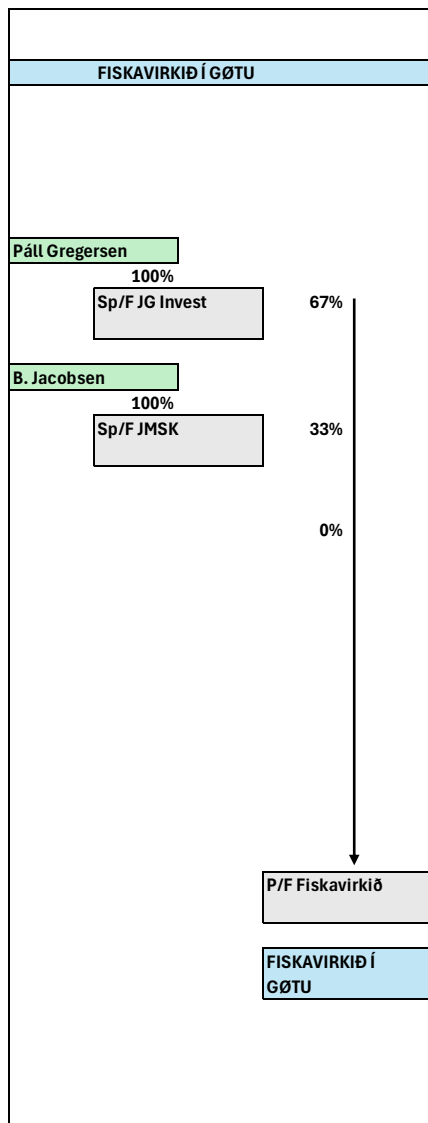 FISKAVIRKIÐ Í GØTU
Páll Gregersen
100%
Sp/F JG Invest
67%
B. Jacobsen
100%
Sp/F JMSK
33%
0%
P/F Fiskavirkið
FISKAVIRKIÐ Í
GØTU